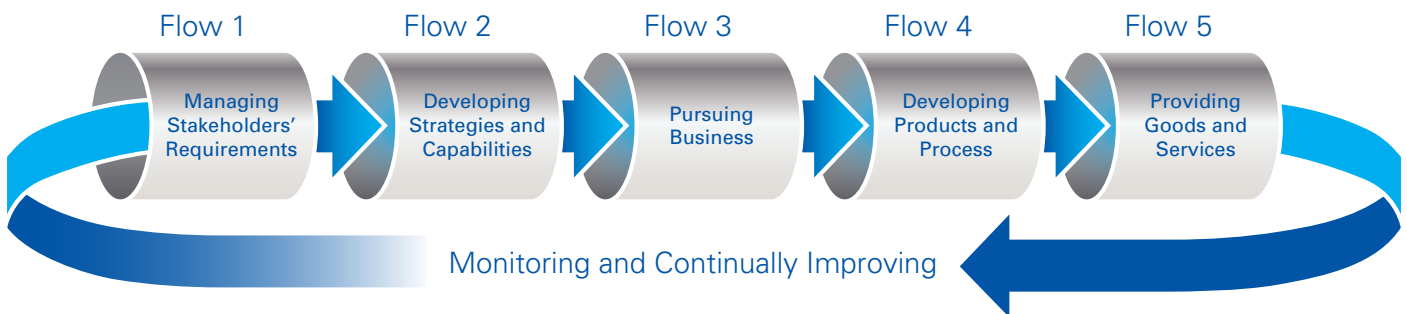 Flow 1
Flow 2
Flow 3
Flow 4
Flow 5
Managing
Stakeholders’
Requirements
Developing
Strategies and
Capabilities
Pursuing
Business
Developing
Products and
Process
Providing
Goods and
Services
Monitoring and Continually Improving